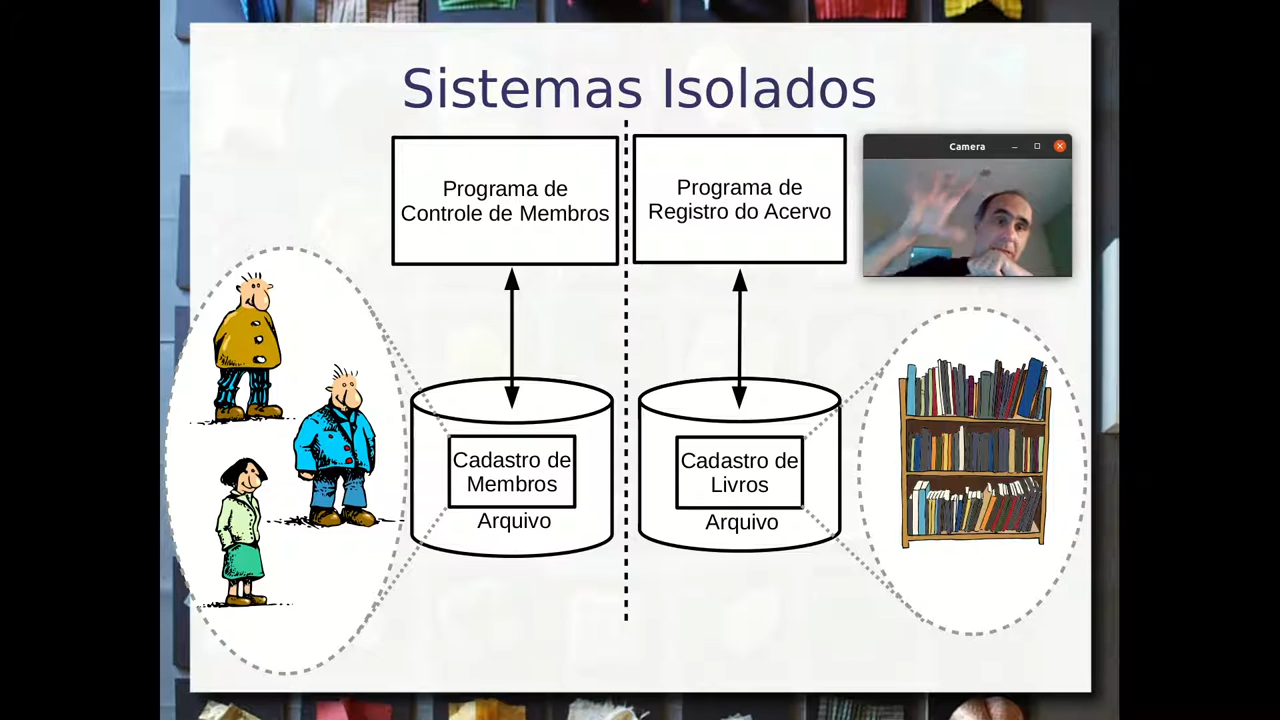 Sistemas Isolados
Programa de
Controle de Membros
Programa de
Registro do Acervo
Camera
Cadastro de
Membros
Arquivo
Cadastro de
Livros
Arquivo